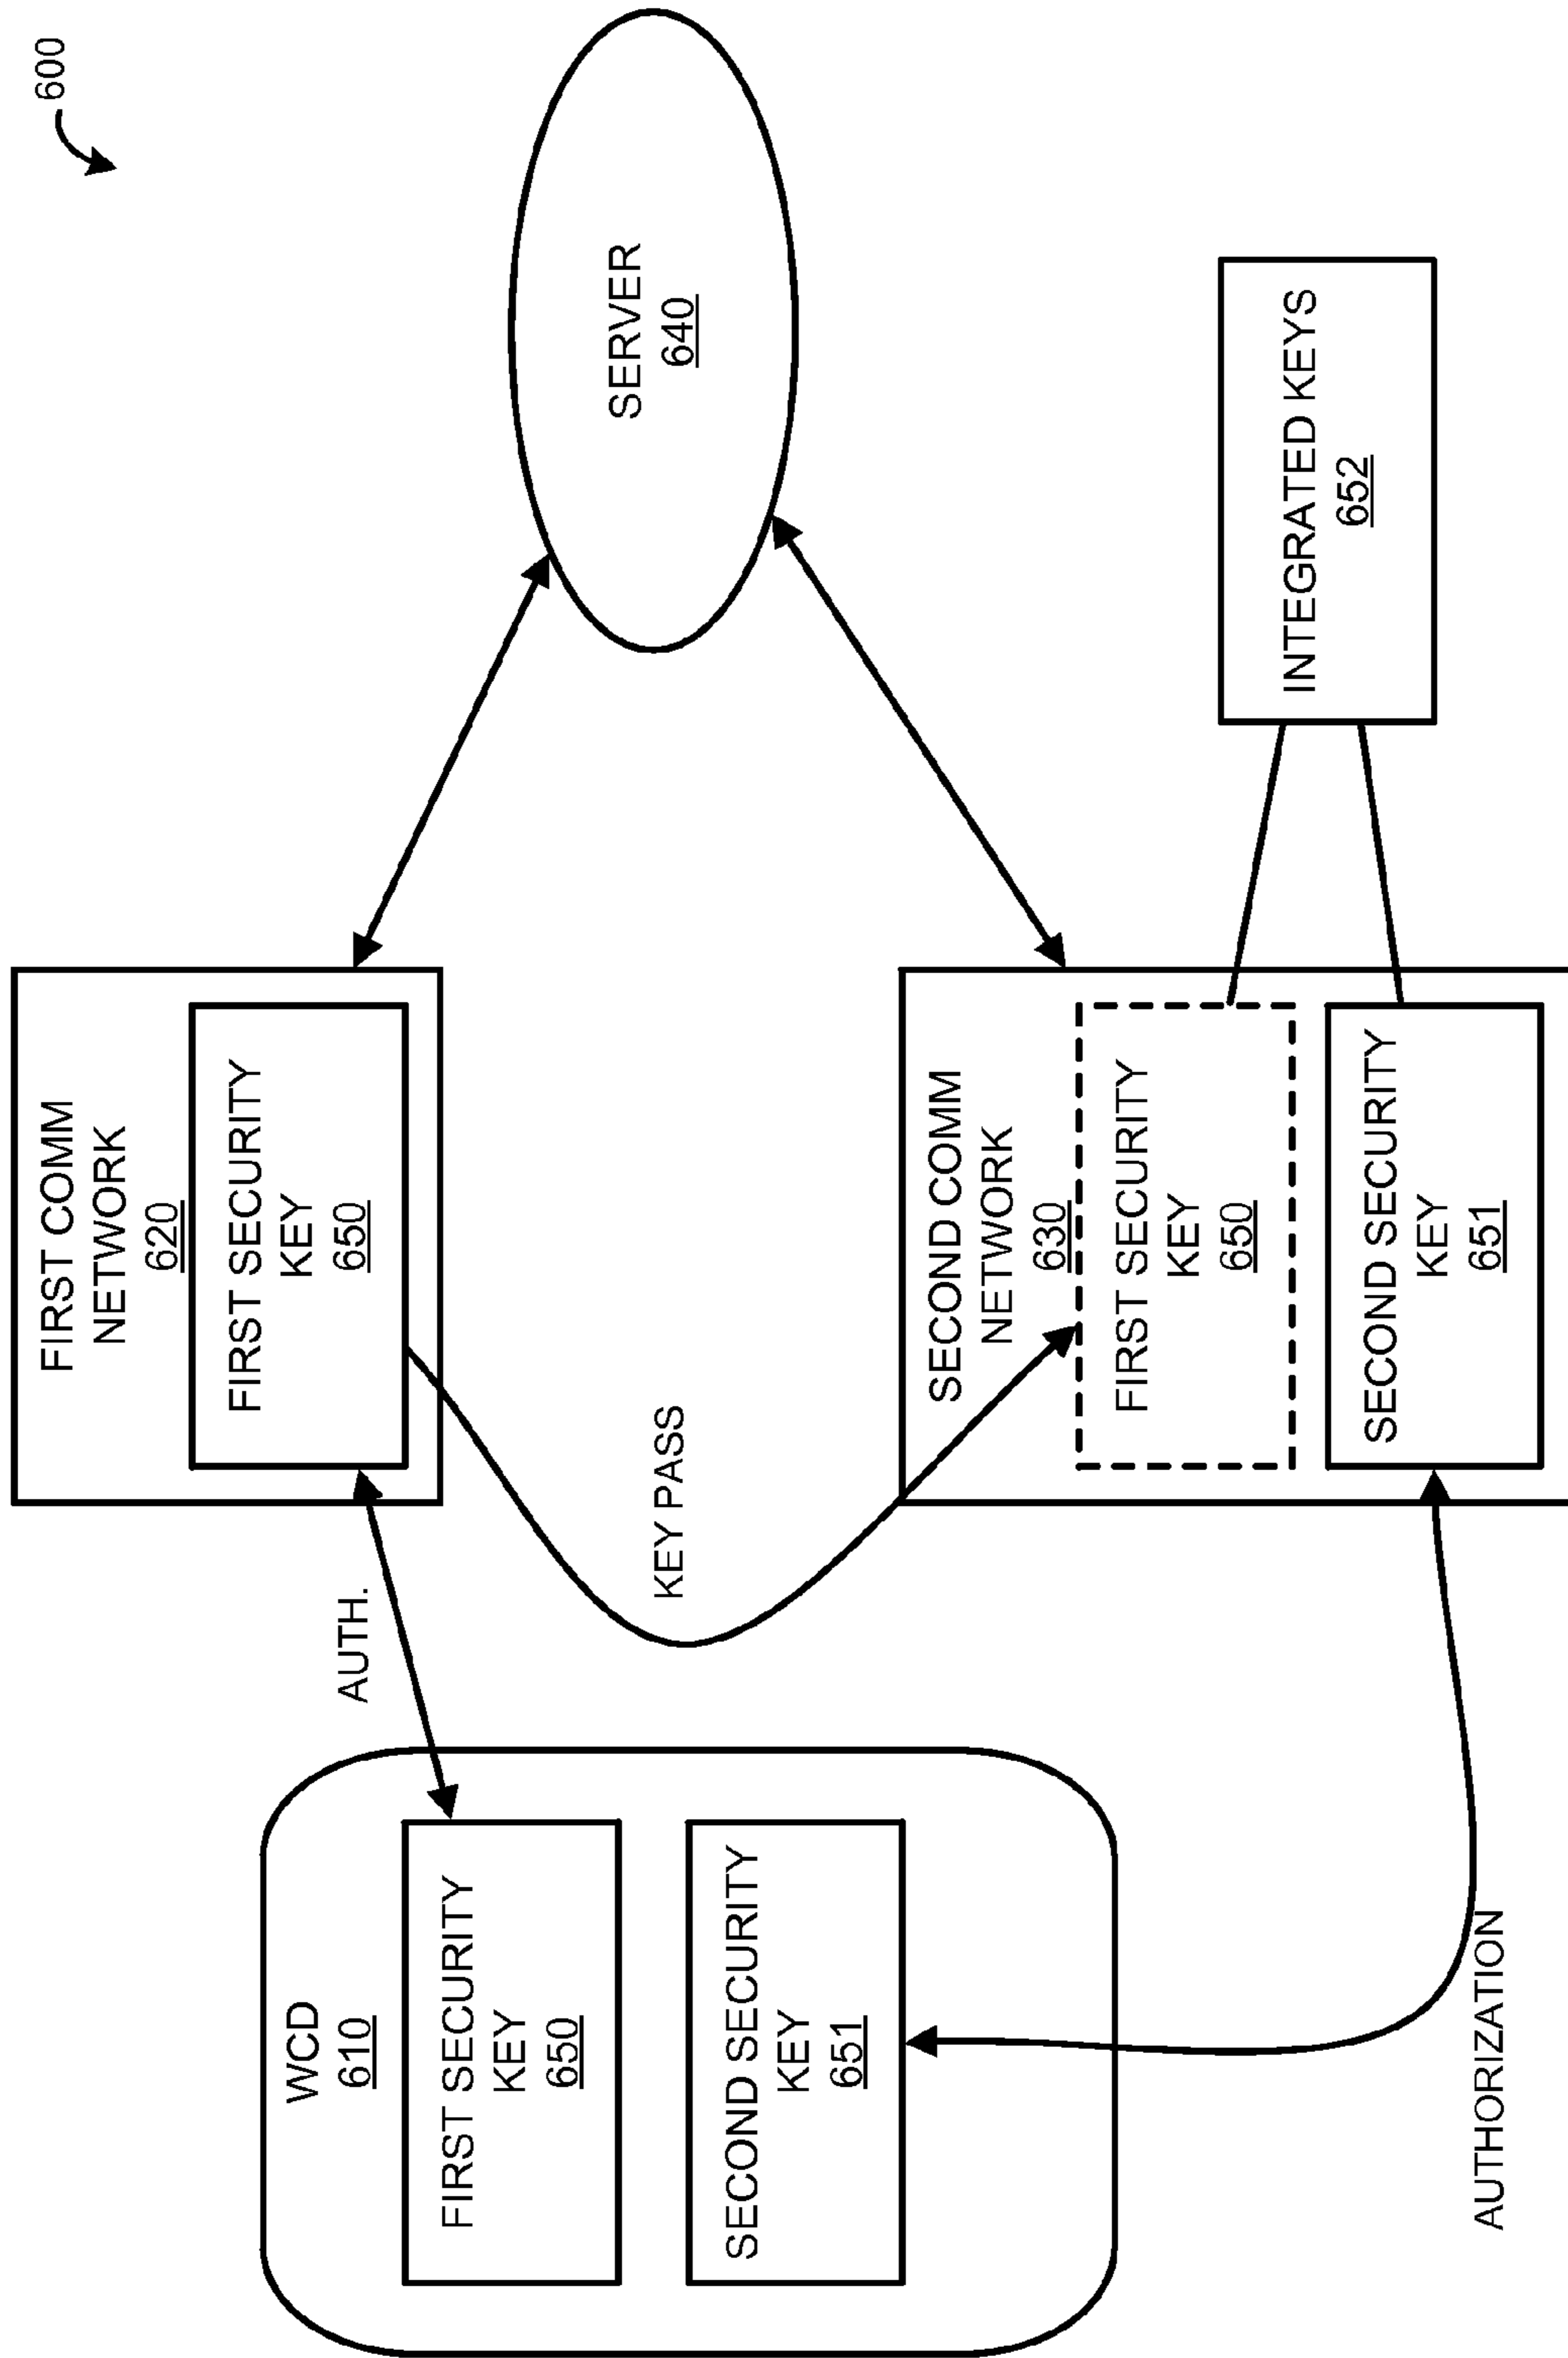 600
FIRST COMM
NETWORK
620
FIRST SECURITY
KEY
650
SERVER
640
AUTH.
WCD
610
FIRST SECURITY
KEY
650
SECOND SECURITY
KEY
651
KEY PASS
SECOND COMM
NETWORK
630
FIRST SECURITY
KEY
650
SECOND SECURITY
KEY
651
INTEGRATED KEYS
652
AUTHORIZATION